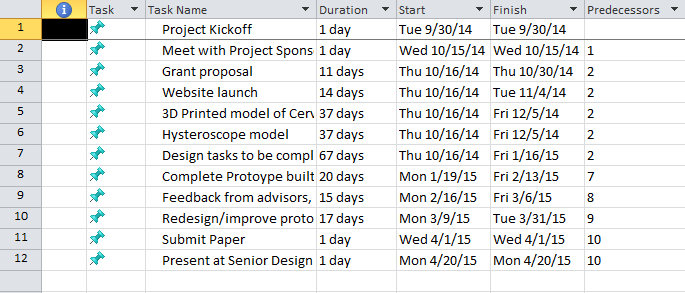 Task Task Name Duration Start Finish Predecessors
1 Project Kickoff 1 day Tue 9/30/14 Tue 9/30/14
2 Meet with Project Spons 1 day Wed 10/15/14 Wed 10/15/14 1
3 Grant proposal 11 days Thu 10/16/14 Thu 10/30/14 2
4 Website launch 14 days Thu 10/16/14 Tue 11/4/14 2
5 3D Printed model of Cerv 37 days Thu 10/16/14 Fri 12/5/14 2
6 Hysteroscope model 37 days Thu 10/16/14 Fri 12/5/14 2
7 Design tasks to be compl 67 days Thu 10/16/14 Fri 1/16/15 2
8 Complete Protoype built 20 days Mon 1/19/15 Fri 2/13/15 7
9 Feedback from advisors, 15 days Mon 2/16/15 Fri 3/6/15 8
10 Redesign/improve proto 17 days Mon 3/9/15 Tue 3/31/15 9
11 Submit Paper 1 day Wed 4/1/15 Wed 4/1/15 10
12 Present at Senior Design 1 day Mon 4/20/15 Mon 4/20/15 10